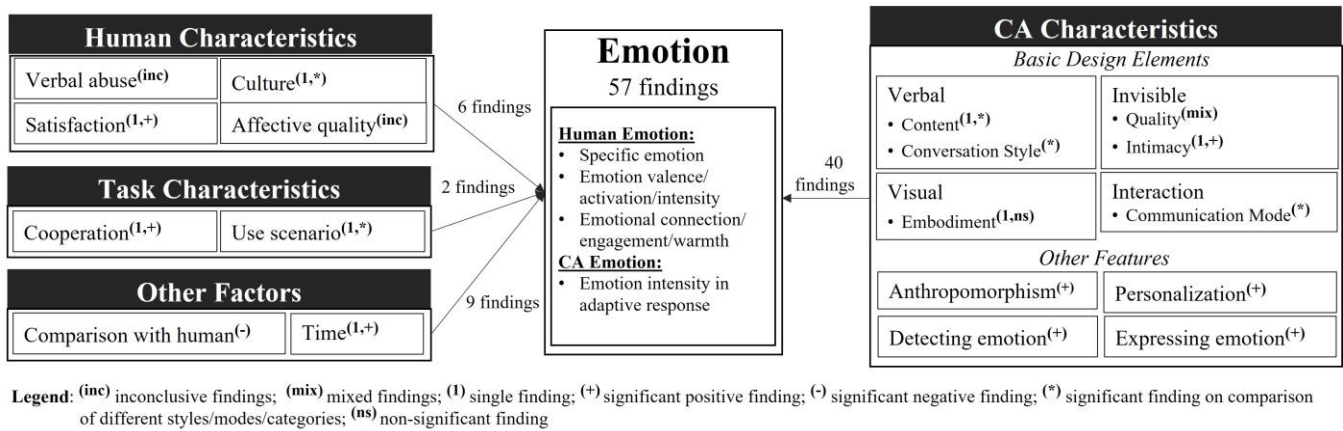 Human Characteristics
Verbal abuse(inc)
Culture(1,*)
Satisfaction(1,+)
Affective quality(inc)
Task Characteristics
Cooperation(1,+)
Use scenario(1,*)
Other Factors
Comparison with human(-)
Time(1,+)
6 findings
2 findings
9 findings
Emotion
57 findings
Human Emotion:
• Specific emotion
• Emotion valence/
activation/intensity
• Emotional connection/
engagement/warmth
CA Emotion:
• Emotion intensity in
adaptive response
40
findings
CA Characteristics
Basic Design Elements
Verbal
• Content(1,*)
• Conversation Style(*)
Invisible
• Quality(mix)
• Intimacy(1,+)
Visual
• Embodiment(1,ns)
Interaction
• Communication Mode(*)
Other Features
Anthropomorphism(+)
Personalization(+)
Detecting emotion(+)
Expressing emotion(+)
Legend: (inc) inconclusive findings; (mix) mixed findings; (1) single finding; (+) significant positive finding; (-) significant negative finding; (*) significant finding on comparison
of different styles/modes/categories; (ns) non-significant finding